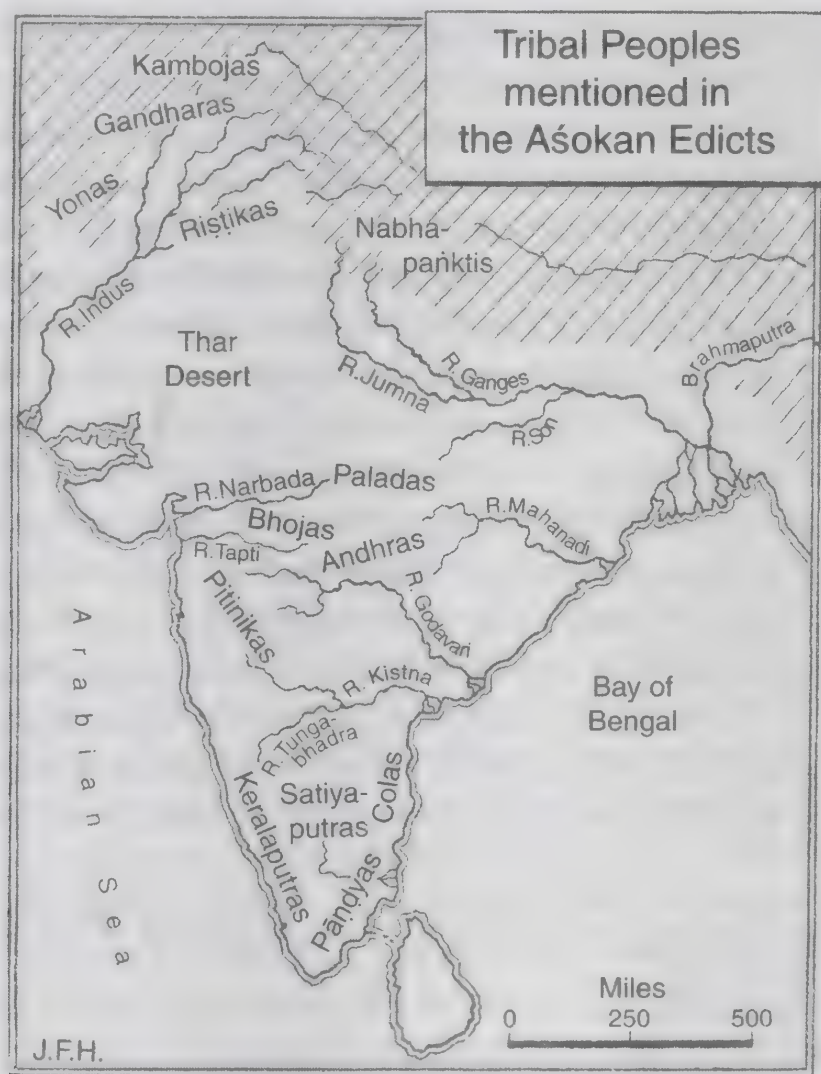 Tribal Peoples
mentioned in
the Aśokan Edicts
Kambojas
Gandharas
Yonas
Riṣṭikas
Nabha-
paṅktis
R.Indus
Thar
Desert
R.Jumna
R.Ganges
Brahmaputra
R.Son
R.Narbada
Paladas
Bhojas
R.Tapti
Andhras
R.Mahanadi
Pitinikas
R. Godavari
R. Kistna
Arabian Sea
Bay of
Bengal
R.Tunga-
bhadra
Satiya-
putras
Colas
Keralaputras
Pāṇḍyas
Miles
0 250 500
J.F.H.